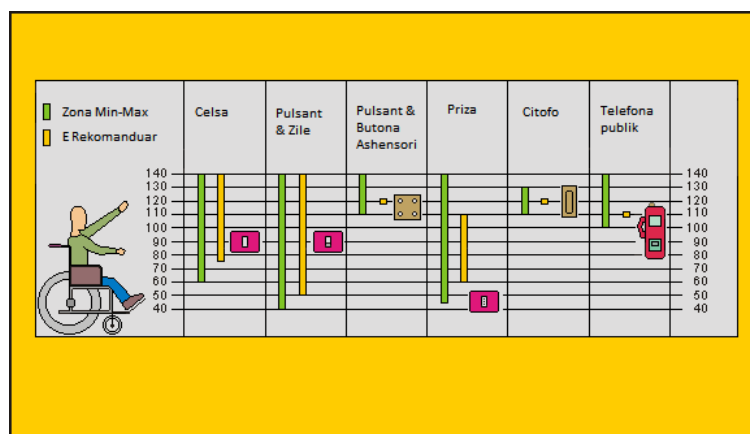 Zona Min-Max
E Rekomanduar
Celsa
Pulsant
& Zile
Pulsant &
Butona
Ashensori
Priza
Citofo
Telefona
publik
140
130
120
110
100
90
80
70
60
50
40
140
130
120
110
100
90
80
70
60
50
40